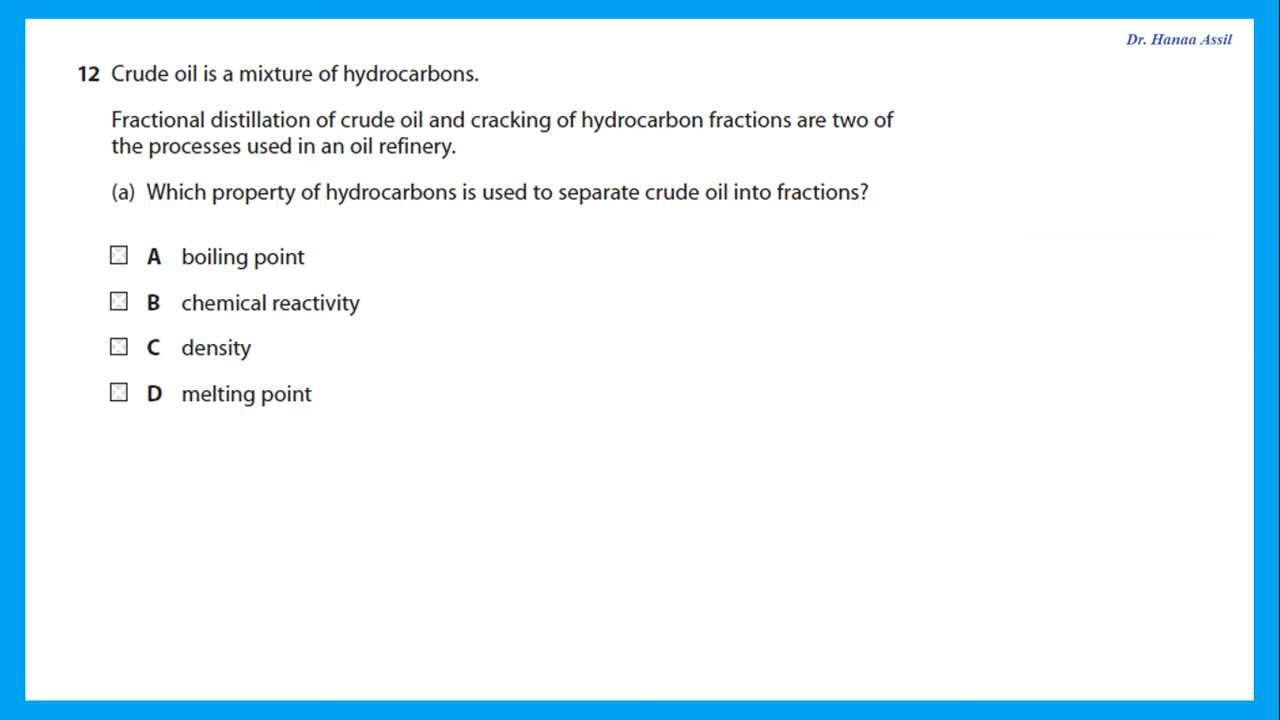 Dr. Hanaa Assil
12 Crude oil is a mixture of hydrocarbons.
Fractional distillation of crude oil and cracking of hydrocarbon fractions are two of
the processes used in an oil refinery.
(a) Which property of hydrocarbons is used to separate crude oil into fractions?
A boiling point
B chemical reactivity
C density
D melting point